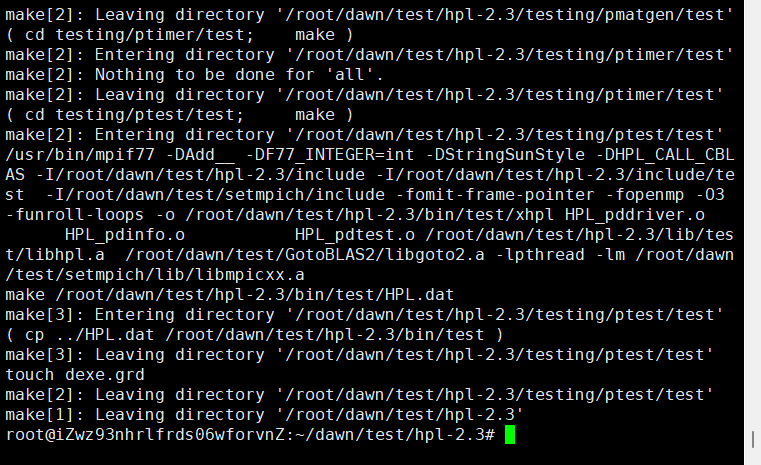 make[2]: Leaving directory '/root/dawn/test/hpl-2.3/testing/pmatgen/test'
( cd testing/ptimer/test;    make )
make[2]: Entering directory '/root/dawn/test/hpl-2.3/testing/ptimer/test'
make[2]: Nothing to be done for 'all'.
make[2]: Leaving directory '/root/dawn/test/hpl-2.3/testing/ptimer/test'
( cd testing/ptest/test;     make )
make[2]: Entering directory '/root/dawn/test/hpl-2.3/testing/ptest/test'
/usr/bin/mpif77 -DAdd__ -DF77_INTEGER=int -DStringSunStyle -DHPL_CALL_CBL
AS -I/root/dawn/test/hpl-2.3/include -I/root/dawn/test/hpl-2.3/include/te
st  -I/root/dawn/test/setmpich/include -fomit-frame-pointer -fopenmp -O3
-funroll-loops -o /root/dawn/test/hpl-2.3/bin/test/xhpl HPL_pddriver.o
      HPL_pdinfo.o           HPL_pdtest.o /root/dawn/test/hpl-2.3/lib/tes
t/libhpl.a  /root/dawn/test/GotoBLAS2/libgoto2.a -lpthread -lm /root/dawn
/test/setmpich/lib/libmpicxx.a
make /root/dawn/test/hpl-2.3/bin/test/HPL.dat
make[3]: Entering directory '/root/dawn/test/hpl-2.3/testing/ptest/test'
( cp ../HPL.dat /root/dawn/test/hpl-2.3/bin/test )
make[3]: Leaving directory '/root/dawn/test/hpl-2.3/testing/ptest/test'
touch dexe.grd
make[2]: Leaving directory '/root/dawn/test/hpl-2.3/testing/ptest/test'
make[1]: Leaving directory '/root/dawn/test/hpl-2.3'
root@iZwz93nhrlfrds06wforvnZ:~/dawn/test/hpl-2.3#